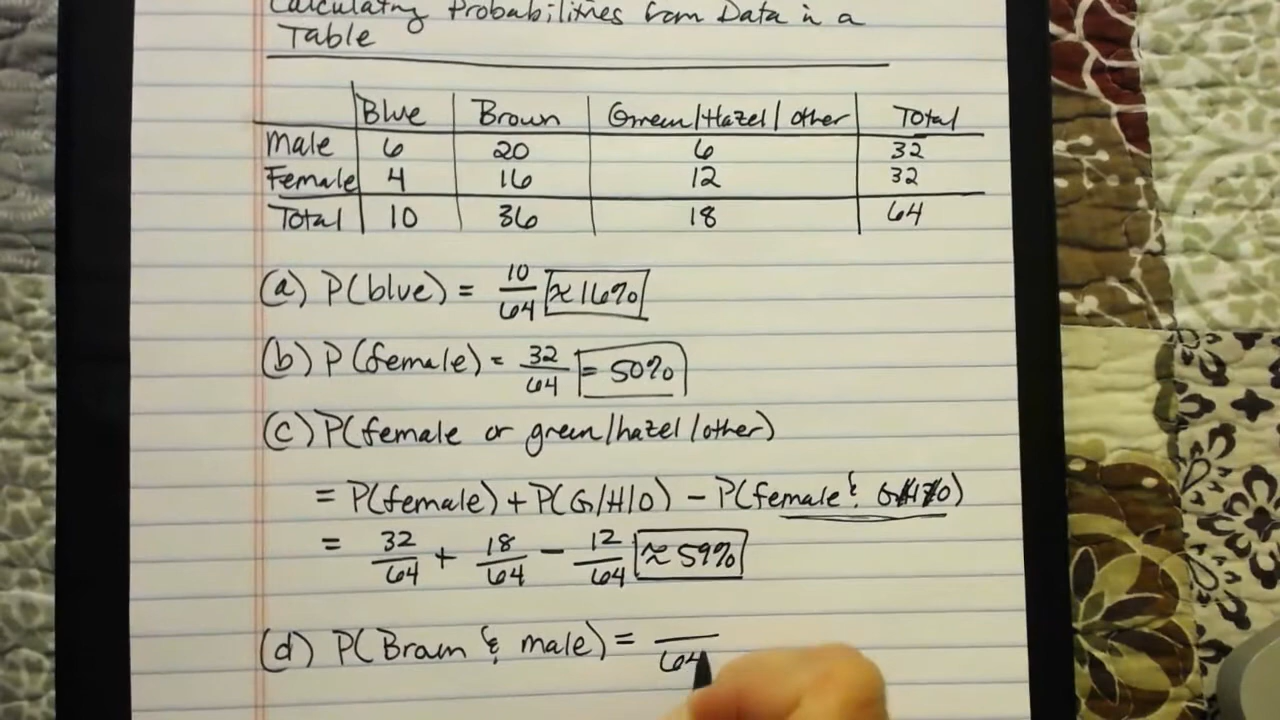 Calculating Probabilities from Data in a
Table
Blue Brown Green/Hazel/other Total
Male 6 20 6 32
Female 4 16 12 32
Total 10 36 18 64
(a) P(blue) = 10/64 ≈ 16%
(b) P(female) = 32/64 = 50%
(c) P(female or green/hazel/other)
= P(female) + P(G/H/O) - P(female & G/H/O)
= 32/64 + 18/64 - 12/64 ≈ 59%
(d) P(Brown & male) = /64